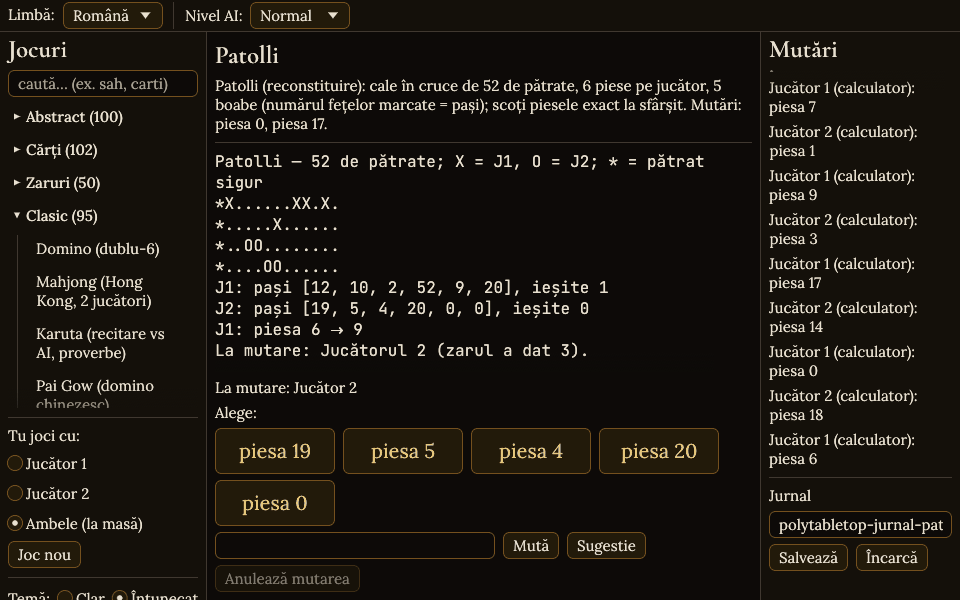 Limbă: Română ▼ Nivel AI: Normal ▼
Jocuri
caută... (ex. sah, carti)
▸ Abstract (100)
▸ Cărți (102)
▸ Zaruri (50)
▾ Clasic (95)
Domino (dublu-6)
Mahjong (Hong
Kong, 2 jucători)
Karuta (recitare vs
AI, proverbe)
Pai Gow (domino
chinezesc)
Tu joci cu:
Jucător 1
Jucător 2
Ambele (la masă)
Joc nou
Temă: Clar Întunecat
Patolli
Patolli (reconstituire): cale în cruce de 52 de pătrate, 6 piese pe jucător, 5
boabe (numărul fețelor marcate = pași); scoți piesele exact la sfârșit. Mutări:
piesa 0, piesa 17.
Patolli — 52 de pătrate; X = J1, O = J2; * = pătrat
sigur
*X......XX.X.
*.....X......
*..OO........
*....OO......
J1: pași [12, 10, 2, 52, 9, 20], ieșite 1
J2: pași [19, 5, 4, 20, 0, 0], ieșite 0
J1: piesa 6 → 9
La mutare: Jucătorul 2 (zarul a dat 3).
La mutare: Jucător 2
Alege:
piesa 19 piesa 5 piesa 4 piesa 20
piesa 0
Mută Sugestie
Anulează mutarea
Mutări
Jucător 1 (calculator):
piesa 7
Jucător 2 (calculator):
piesa 1
Jucător 1 (calculator):
piesa 9
Jucător 2 (calculator):
piesa 3
Jucător 1 (calculator):
piesa 17
Jucător 2 (calculator):
piesa 14
Jucător 1 (calculator):
piesa 0
Jucător 2 (calculator):
piesa 18
Jucător 1 (calculator):
piesa 6
Jurnal
polytabletop-jurnal-pat
Salvează Încarcă